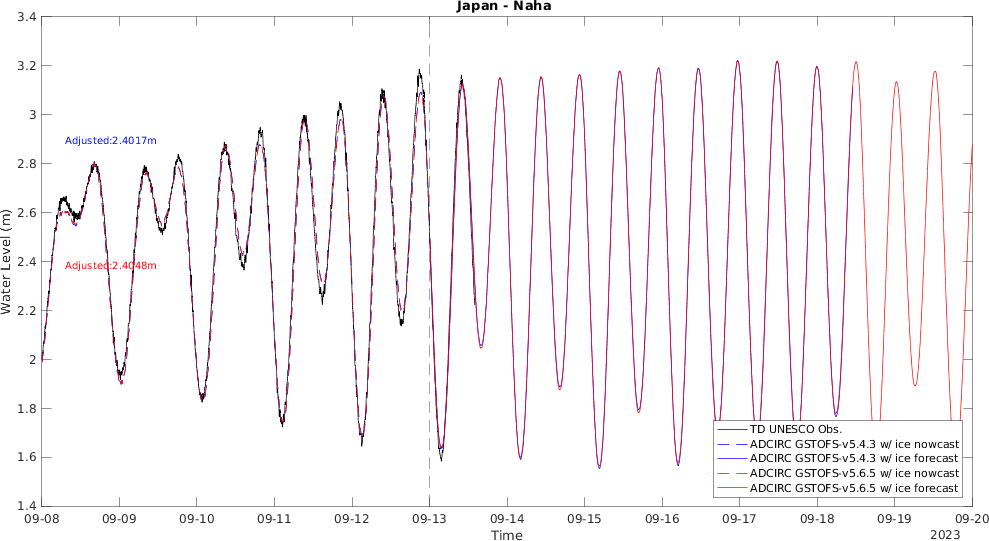 Japan - Naha
3.4
3.2
3
2.8
2.6
2.4
2.2
2
1.8
1.6
1.4
Water Level (m)
Adjusted:2.4017m
Adjusted:2.4048m
TD UNESCO Obs.
ADCIRC GSTOFS-v5.4.3 w/ ice nowcast
ADCIRC GSTOFS-v5.4.3 w/ ice forecast
ADCIRC GSTOFS-v5.6.5 w/ ice nowcast
ADCIRC GSTOFS-v5.6.5 w/ ice forecast
09-08 09-09 09-10 09-11 09-12 09-13 09-14 09-15 09-16 09-17 09-18 09-19 09-20
Time
2023